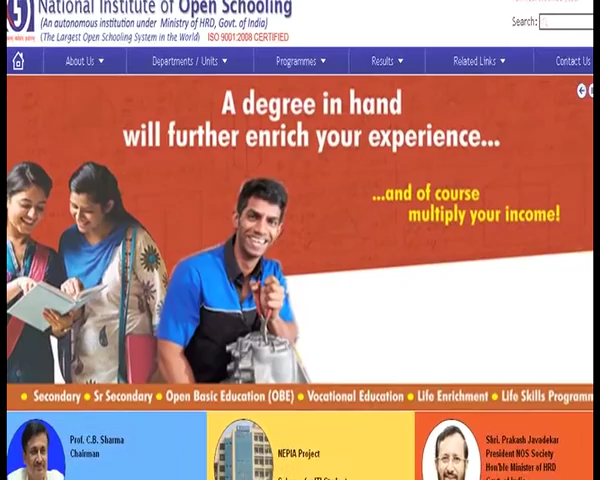 National Institute of Open Schooling
(An autonomous institution under Ministry of HRD, Govt. of India)
(The Largest Open Schooling System in the World) ISO 9001:2008 CERTIFIED
Search:
About Us Departments / Units Programmes Results Related Links Contact Us
A degree in hand
will further enrich your experience...
...and of course
multiply your income!
Secondary Sr Secondary Open Basic Education (OBE) Vocational Education Life Enrichment Life Skills Programm
Prof. C.B. Sharma
Chairman
NEPIA Project
Shri. Prakash Javadekar
President NOS Society
Hon'ble Minister of HRD